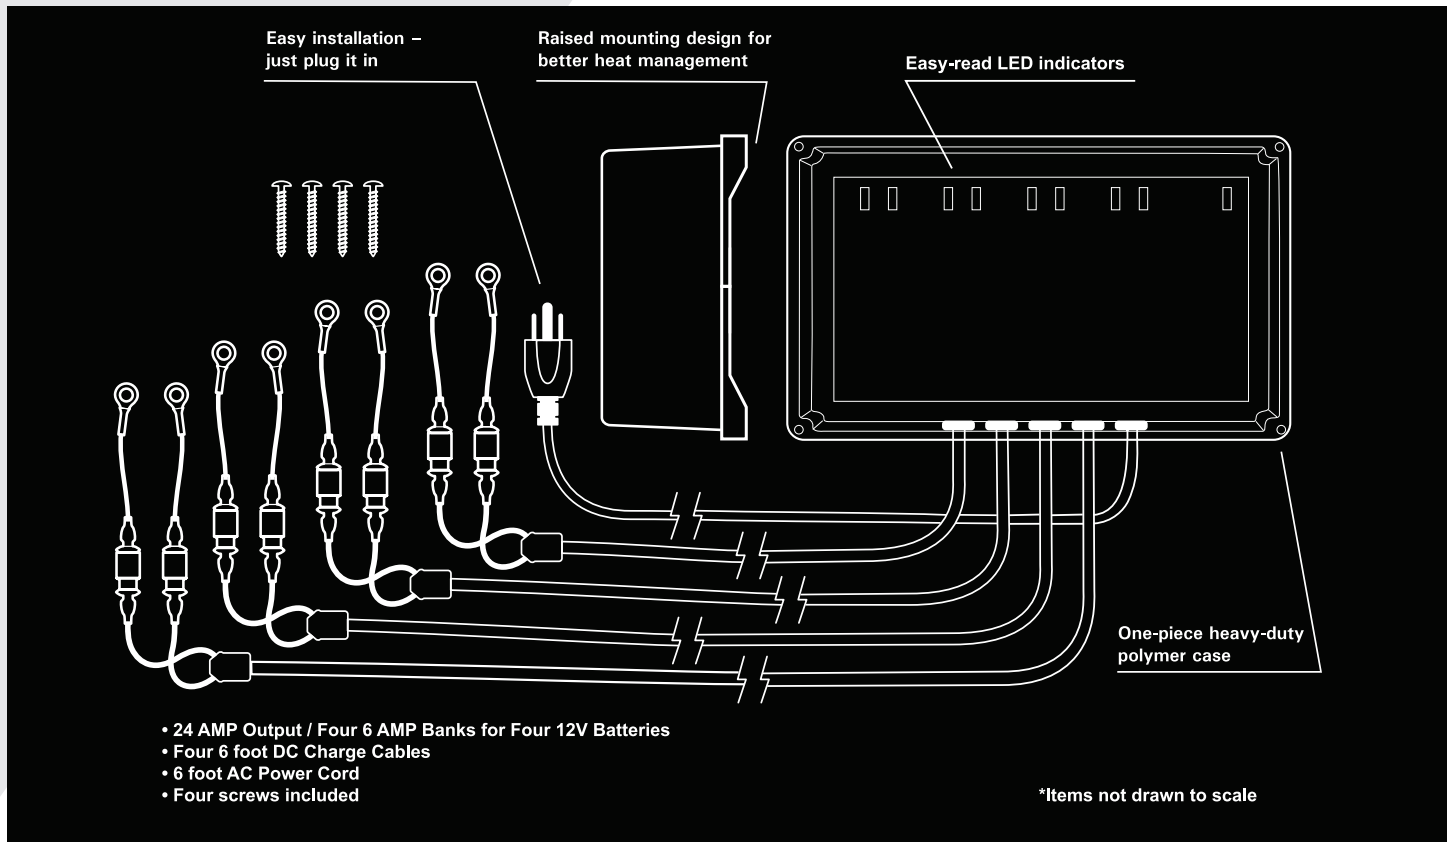 Easy installation –
just plug it in
Raised mounting design for
better heat management
Easy-read LED indicators
One-piece heavy-duty
polymer case
• 24 AMP Output / Four 6 AMP Banks for Four 12V Batteries
• Four 6 foot DC Charge Cables
• 6 foot AC Power Cord
• Four screws included
*Items not drawn to scale